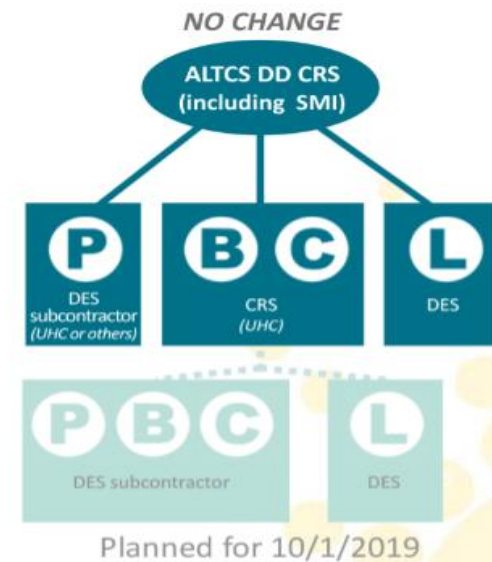 NO CHANGE
ALTCS DD CRS
(including SMI)
P
DES
subcontractor
(UHC or others)
B C
CRS
(UHC)
L
DES
P B C
DES subcontractor
L
DES
Planned for 10/1/2019